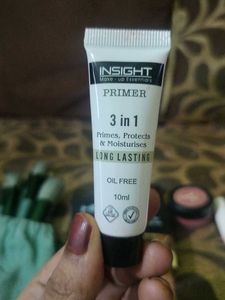 INSIGHT
Make-up Essentials
PRIMER
3 in 1
Primes, Protects
& Moisturises
LONG LASTING
OIL FREE
10ml